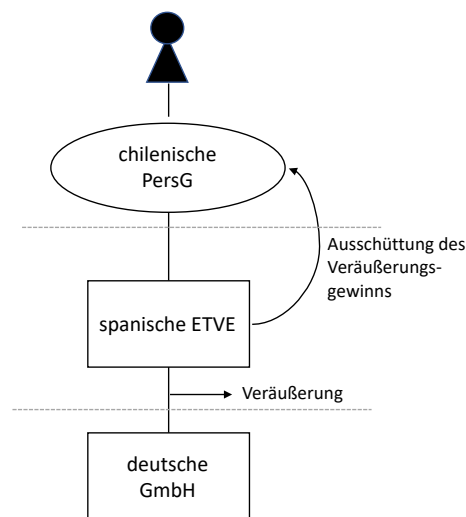 chilenische
PersG
Ausschüttung des
Veräußerungs-
gewinns
spanische ETVE
Veräußerung
deutsche
GmbH